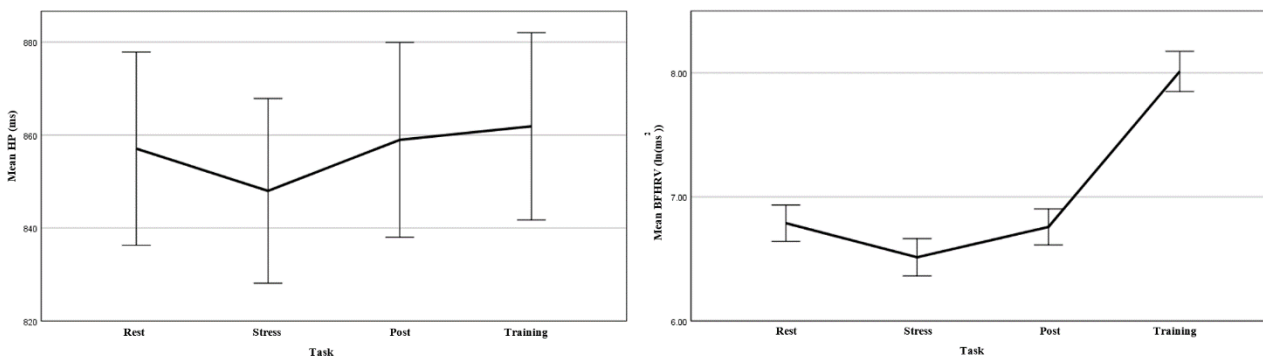 880
860
840
820
Mean HP (ms)
Rest Stress Post Training
Task
8.00
7.00
6.00
Mean BFHRV (ln(ms²))
Rest Stress Post Training
Task